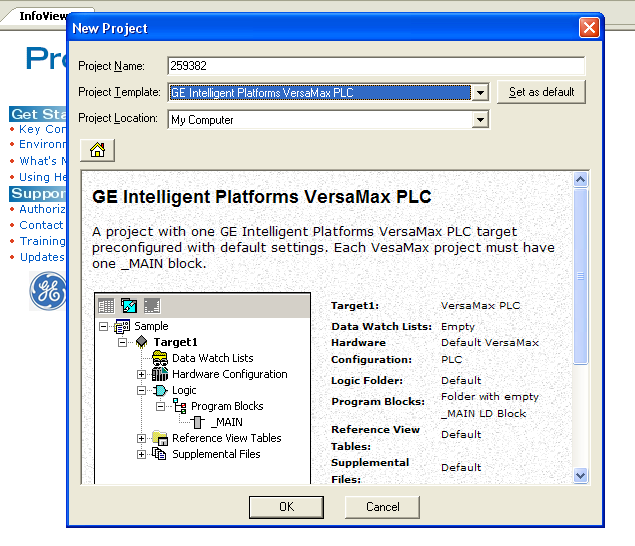 InfoView
New Project
Pr
Project Name: 259382
Project Template: GE Intelligent Platforms VersaMax PLC Set as default
Project Location: My Computer
Get Sta
Key Con
Environ
What's N
Using He
Suppor
Authoriz
Contact
Training
Updates
GE
GE Intelligent Platforms VersaMax PLC
A project with one GE Intelligent Platforms VersaMax PLC target
preconfigured with default settings. Each VesaMax project must have
one _MAIN block.
Sample
Target1
Data Watch Lists
Hardware Configuration
Logic
Program Blocks
_MAIN
Reference View Tables
Supplemental Files
Target1: VersaMax PLC
Data Watch Lists: Empty
Hardware Default VersaMax
Configuration: PLC
Logic Folder: Default
Program Blocks: Folder with empty
_MAIN LD Block
Reference View
Tables: Default
Supplemental
Files: Default
OK Cancel